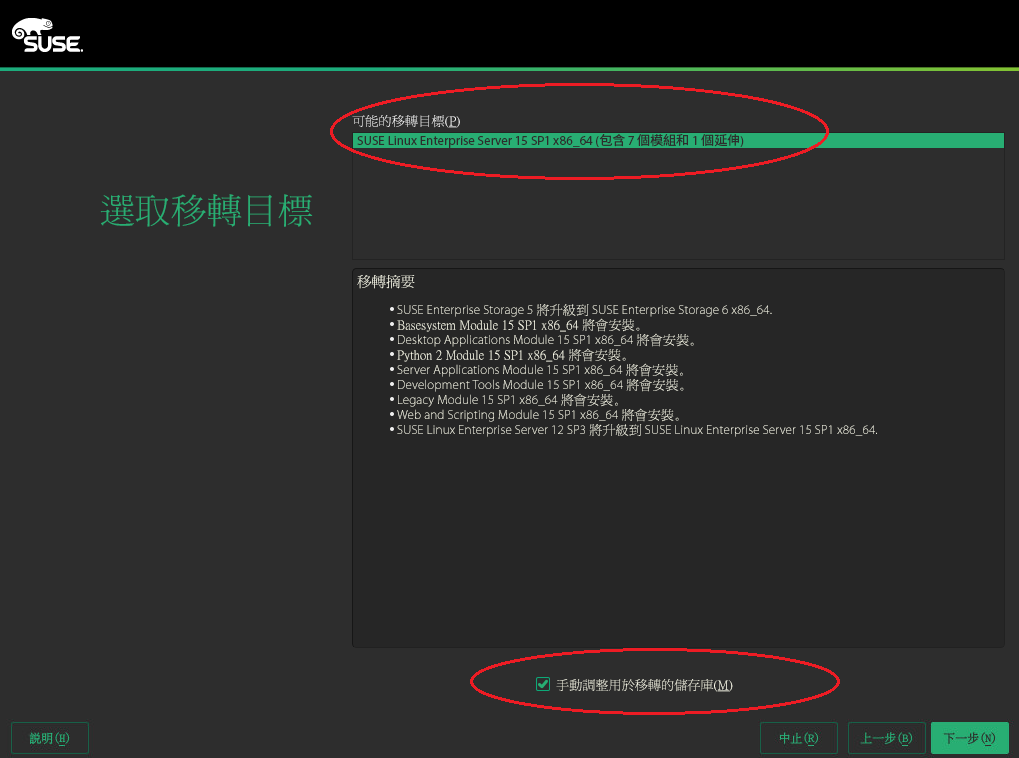 SUSE
可能的移轉目標(P)
SUSE Linux Enterprise Server 15 SP1 x86_64 (包含 7 個模組和 1 個延伸)
選取移轉目標
移轉摘要
• SUSE Enterprise Storage 5 將升級到 SUSE Enterprise Storage 6 x86_64.
• Basesystem Module 15 SP1 x86_64 將會安裝。
• Desktop Applications Module 15 SP1 x86_64 將會安裝。
• Python 2 Module 15 SP1 x86_64 將會安裝。
• Server Applications Module 15 SP1 x86_64 將會安裝。
• Development Tools Module 15 SP1 x86_64 將會安裝。
• Legacy Module 15 SP1 x86_64 將會安裝。
• Web and Scripting Module 15 SP1 x86_64 將會安裝。
• SUSE Linux Enterprise Server 12 SP3 將升級到 SUSE Linux Enterprise Server 15 SP1 x86_64.
手動調整用於移轉的儲存庫(M)
說明(H) 中止(R) 上一步(B) 下一步(N)